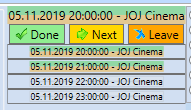 05.11.2019 20:00:00 - JOJ Cinema
Done Next Leave
05.11.2019 20:00:00 - JOJ Cinema
05.11.2019 21:00:00 - JOJ Cinema
05.11.2019 22:00:00 - JOJ Cinema
05.11.2019 23:00:00 - JOJ Cinema